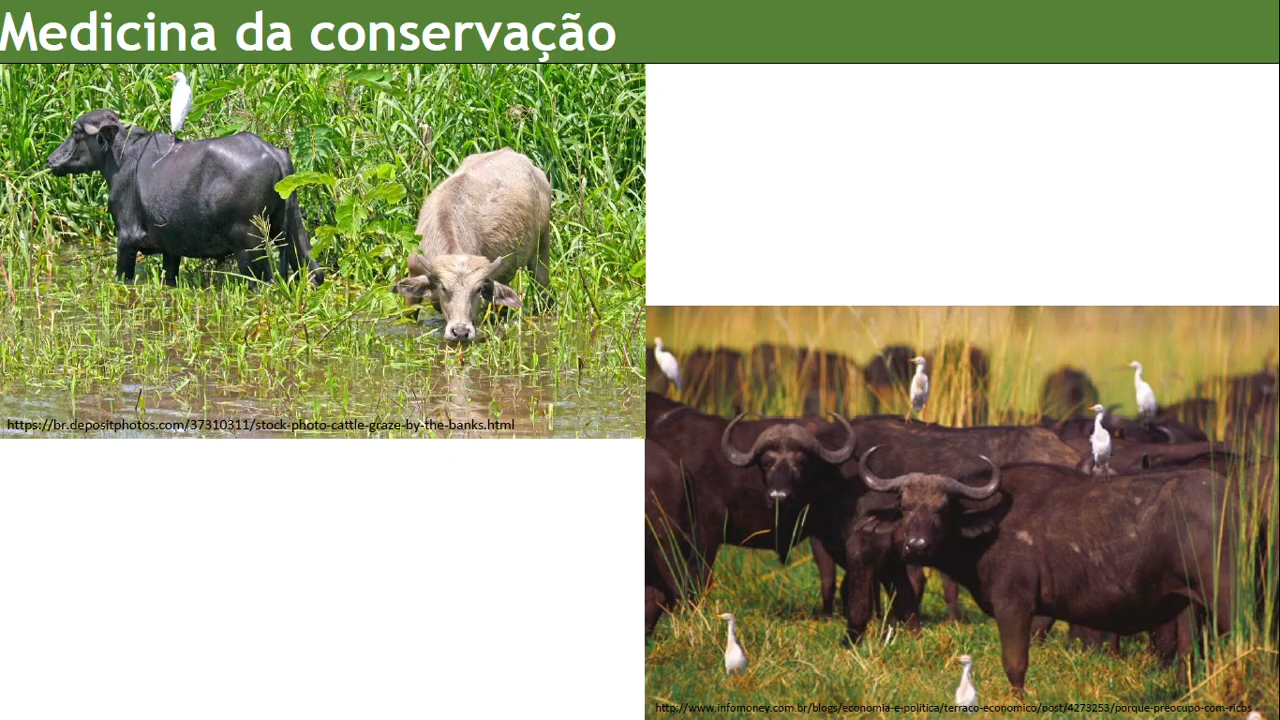 Medicina da conservação
https://br.depositphotos.com/37310311/stock-photo-cattle-graze-by-the-banks.html
http://www.infomoney.com.br/blogs/economia-e-politica/terraco-economico/post/4273253/porque-preocupo-com-ricos